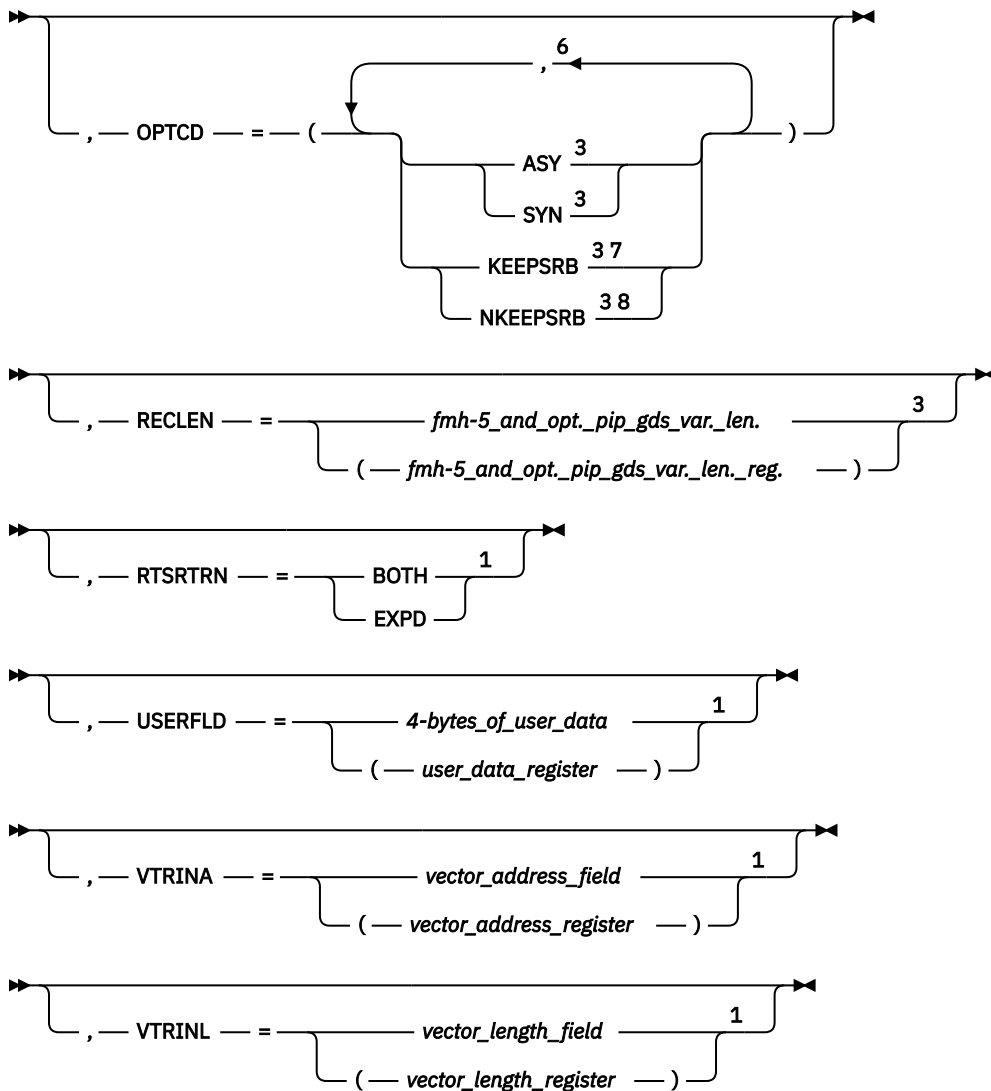 , 6
, OPTCD = ( )
ASY 3
SYN 3
KEEPSRB 3 7
NKEEPSRB 3 8
, RECLEN = fmh-5_and_opt._pip_gds_var._len. 3
( fmh-5_and_opt._pip_gds_var._len._reg. )
, RTSRTRN = BOTH 1
EXPD
, USERFLD = 4-bytes_of_user_data 1
( user_data_register )
, VTRINA = vector_address_field 1
( vector_address_register )
, VTRINL = vector_length_field 1
( vector_length_register )